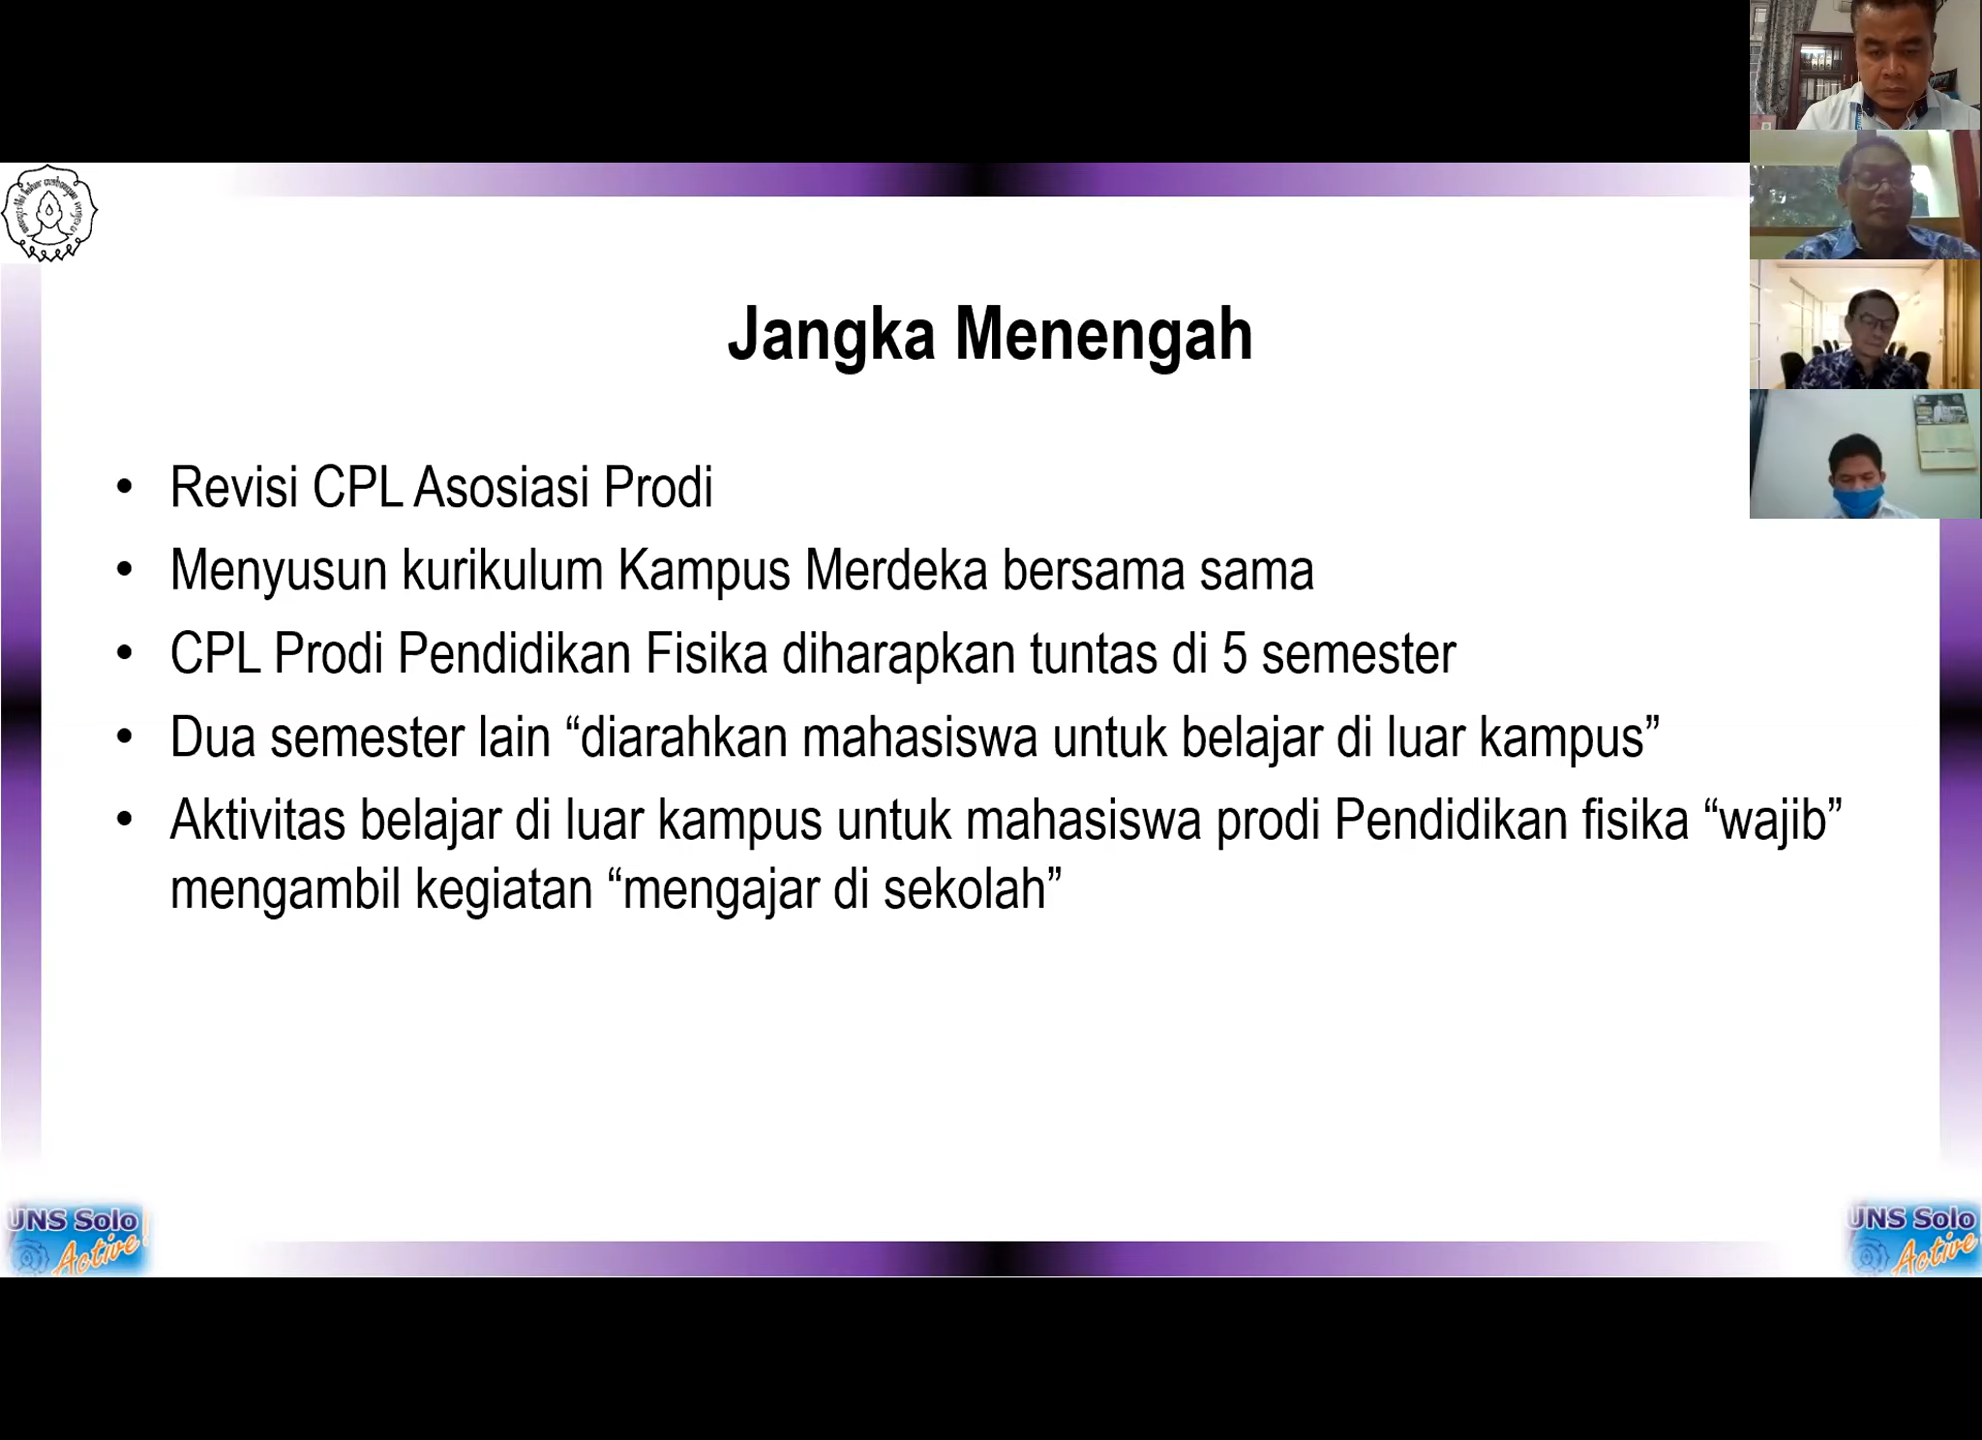 Jangka Menengah
• Revisi CPL Asosiasi Prodi
• Menyusun kurikulum Kampus Merdeka bersama sama
• CPL Prodi Pendidikan Fisika diharapkan tuntas di 5 semester
• Dua semester lain “diarahkan mahasiswa untuk belajar di luar kampus”
• Aktivitas belajar di luar kampus untuk mahasiswa prodi Pendidikan fisika “wajib”
mengambil kegiatan “mengajar di sekolah”
UNS Solo
Active!
UNS Solo
Active